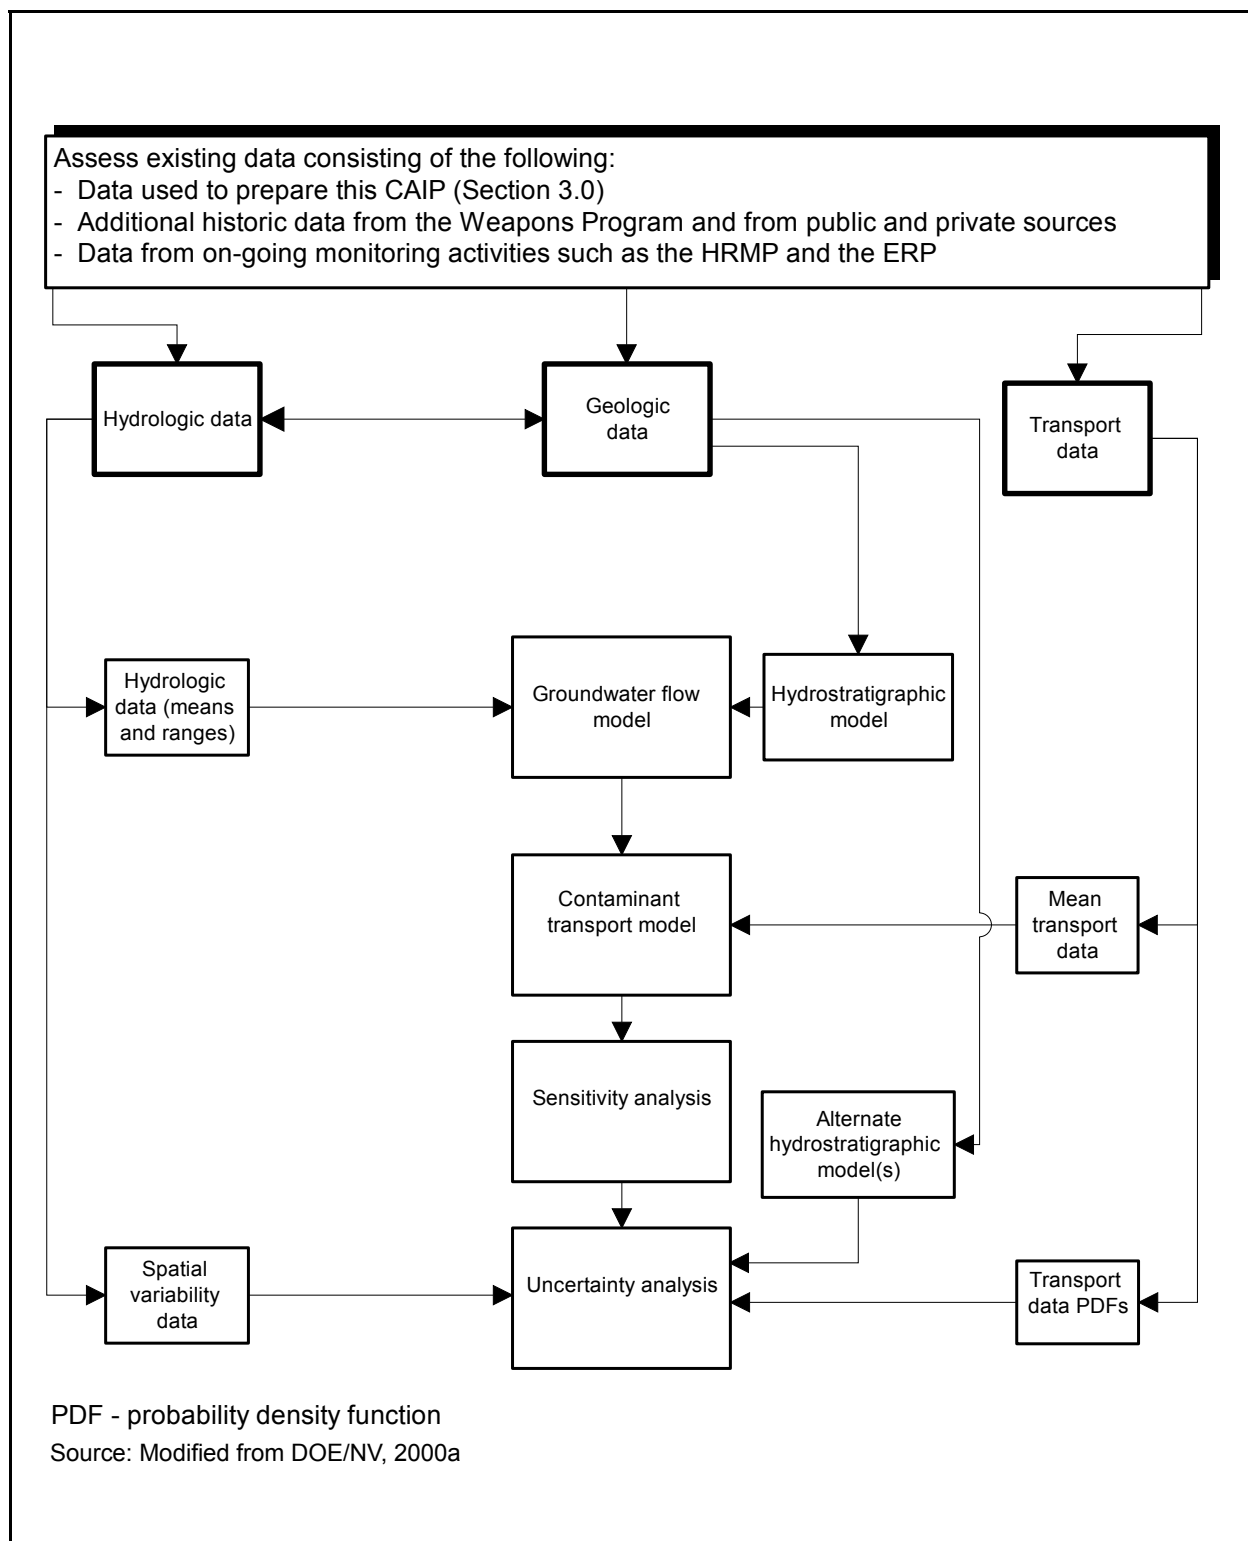 Assess existing data consisting of the following:
- Data used to prepare this CAIP (Section 3.0)
- Additional historic data from the Weapons Program and from public and private sources
- Data from on-going monitoring activities such as the HRMP and the ERP
Hydrologic data
Geologic
data
Transport
data
Hydrologic
data (means
and ranges)
Groundwater flow
model
Hydrostratigraphic
model
Contaminant
transport model
Mean
transport
data
Sensitivity analysis
Alternate
hydrostratigraphic
model(s)
Spatial
variability
data
Uncertainty analysis
Transport
data PDFs
PDF - probability density function
Source: Modified from DOE/NV, 2000a